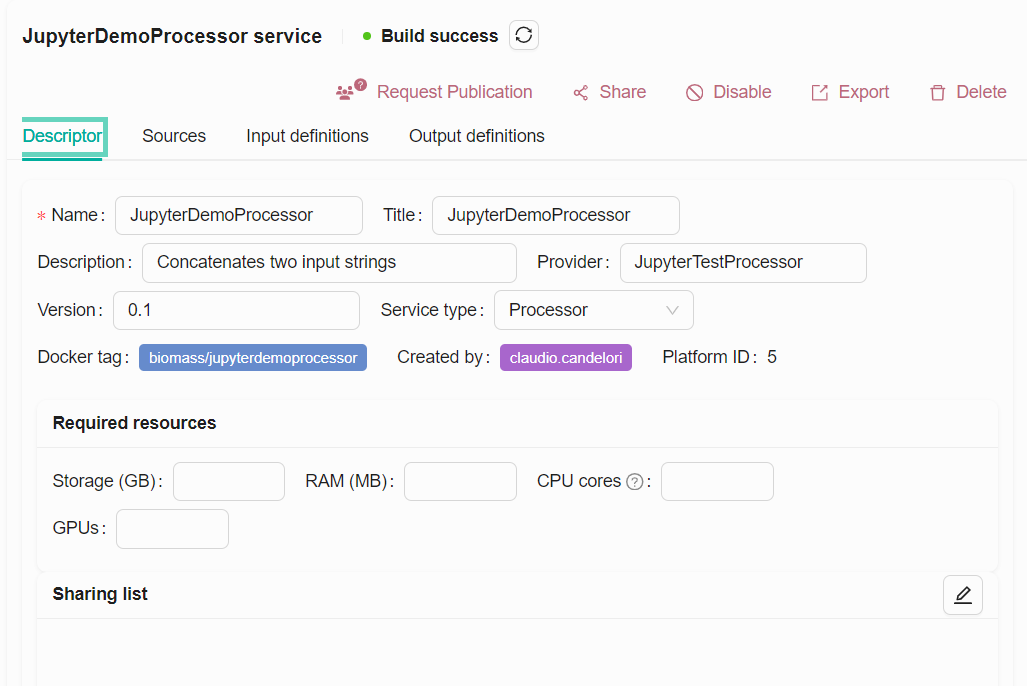 JupyterDemoProcessor service Build success
Request Publication Share Disable Export Delete
Descriptor Sources Input definitions Output definitions
* Name: JupyterDemoProcessor Title: JupyterDemoProcessor
Description: Concatenates two input strings Provider: JupyterTestProcessor
Version: 0.1 Service type: Processor
Docker tag: biomass/jupyterdemoprocessor Created by: claudio.candelori Platform ID: 5
Required resources
Storage (GB): RAM (MB): CPU cores ? :
GPUs:
Sharing list